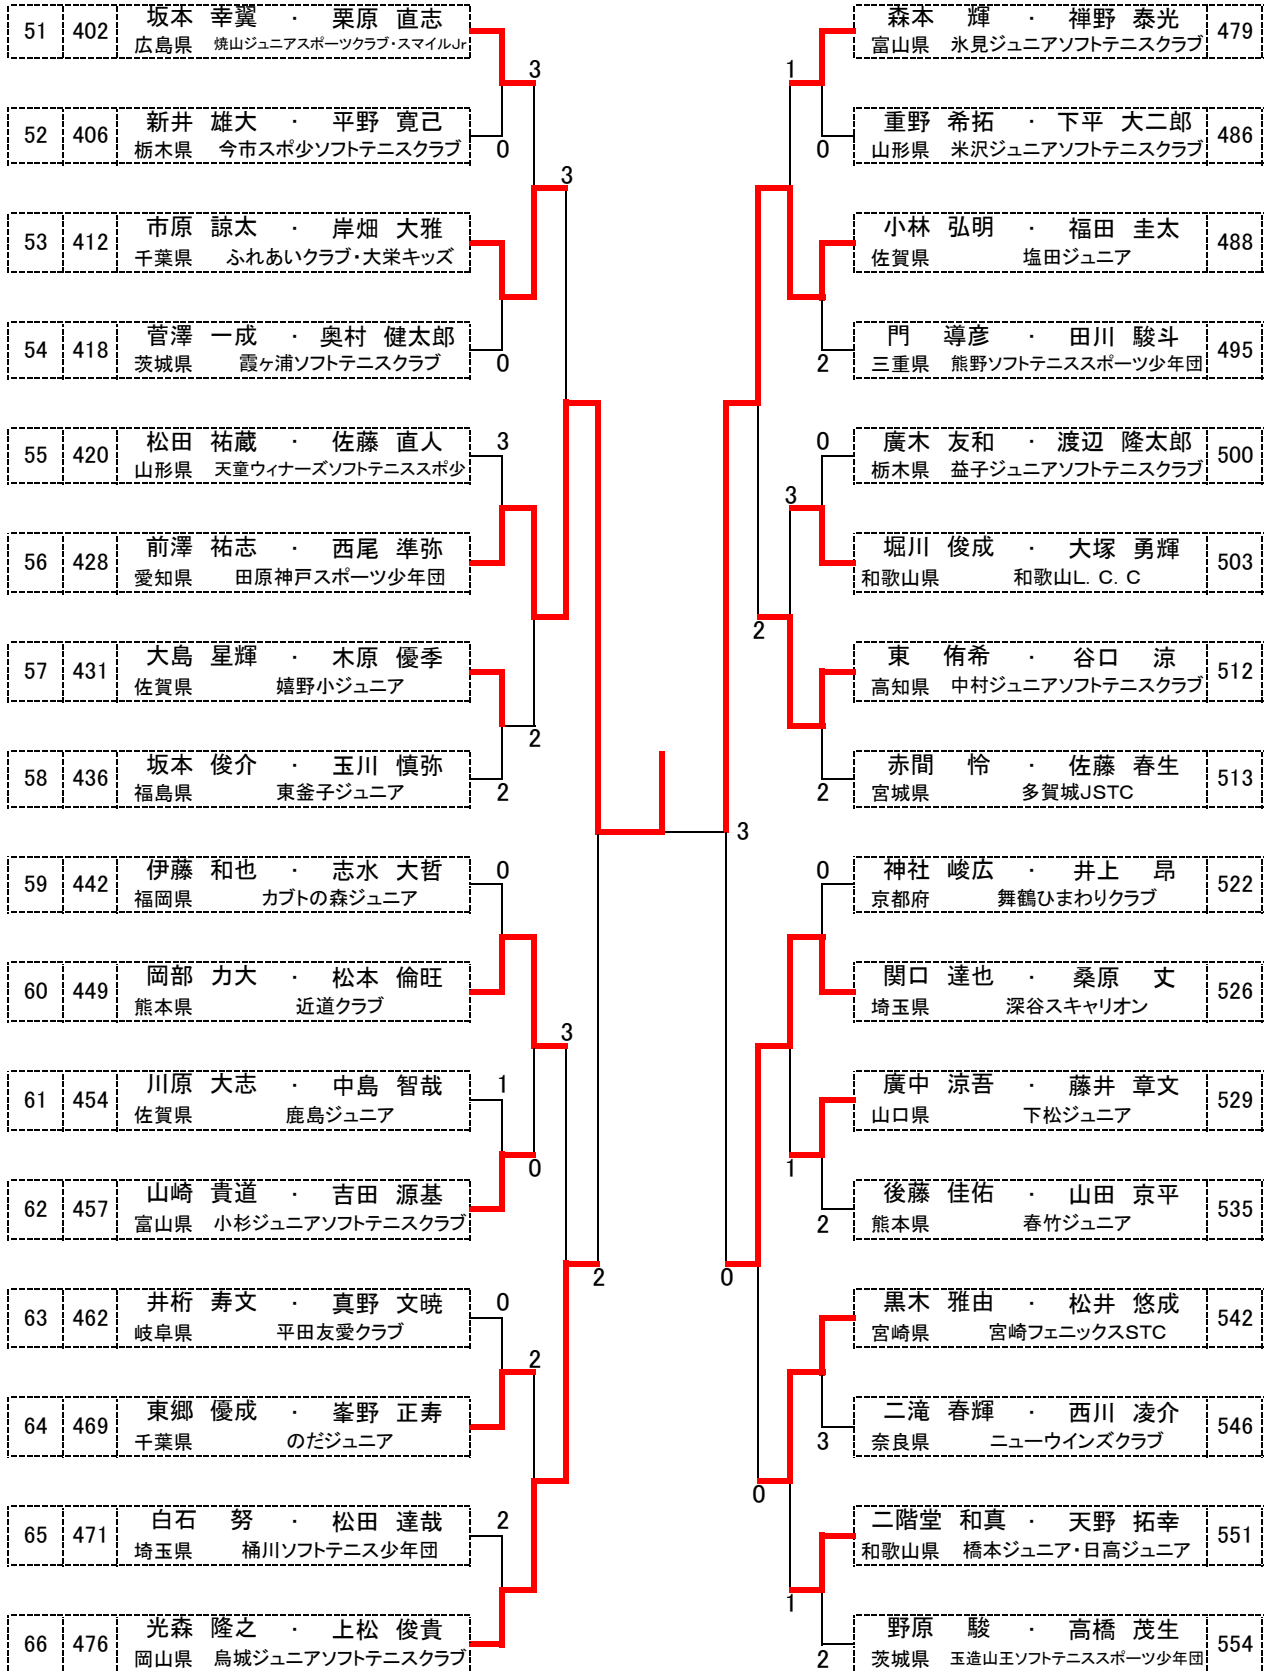 51 402 坂本 幸翼 ・ 栗原 直志
広島県 焼山ジュニアスポーツクラブ・スマイルJr
3
52 406 新井 雄大 ・ 平野 寛己
栃木県 今市スポ少ソフトテニスクラブ
0
3
53 412 市原 諒太 ・ 岸畑 大雅
千葉県 ふれあいクラブ・大栄キッズ
54 418 菅澤 一成 ・ 奥村 健太郎
茨城県 霞ヶ浦ソフトテニスクラブ
0
55 420 松田 祐蔵 ・ 佐藤 直人
山形県 天童ウィナーズソフトテニススポ少
3
56 428 前澤 祐志 ・ 西尾 準弥
愛知県 田原神戸スポーツ少年団
57 431 大島 星輝 ・ 木原 優季
佐賀県 嬉野小ジュニア
2
58 436 坂本 俊介 ・ 玉川 慎弥
福島県 東釜子ジュニア
2
59 442 伊藤 和也 ・ 志水 大哲
福岡県 カブトの森ジュニア
0
60 449 岡部 力大 ・ 松本 倫旺
熊本県 近道クラブ
3
61 454 川原 大志 ・ 中島 智哉
佐賀県 鹿島ジュニア
1
0
62 457 山崎 貴道 ・ 吉田 源基
富山県 小杉ジュニアソフトテニスクラブ
2
63 462 井桁 寿文 ・ 真野 文暁
岐阜県 平田友愛クラブ
0
2
64 469 東郷 優成 ・ 峯野 正寿
千葉県 のだジュニア
65 471 白石 努 ・ 松田 達哉
埼玉県 桶川ソフトテニス少年団
2
66 476 光森 隆之 ・ 上松 俊貴
岡山県 烏城ジュニアソフトテニスクラブ
森本 輝 ・ 禅野 泰光 479
富山県 氷見ジュニアソフトテニスクラブ
1
重野 希拓 ・ 下平 大二郎 486
山形県 米沢ジュニアソフトテニスクラブ
0
小林 弘明 ・ 福田 圭太 488
佐賀県 塩田ジュニア
門 導彦 ・ 田川 駿斗 495
三重県 熊野ソフトテニススポーツ少年団
2
廣木 友和 ・ 渡辺 隆太郎 500
栃木県 益子ジュニアソフトテニスクラブ
0
3
堀川 俊成 ・ 大塚 勇輝 503
和歌山県 和歌山L．C．C
2
東 侑希 ・ 谷口 涼 512
高知県 中村ジュニアソフトテニスクラブ
赤間 怜 ・ 佐藤 春生 513
宮城県 多賀城JSTC
2
3
神社 峻広 ・ 井上 昂 522
京都府 舞鶴ひまわりクラブ
0
関口 達也 ・ 桑原 丈 526
埼玉県 深谷スキャリオン
廣中 涼吾 ・ 藤井 章文 529
山口県 下松ジュニア
1
後藤 佳佑 ・ 山田 京平 535
熊本県 春竹ジュニア
2
0
黒木 雅由 ・ 松井 悠成 542
宮崎県 宮崎フェニックスSTC
二滝 春輝 ・ 西川 凌介 546
奈良県 ニューウインズクラブ
3
0
二階堂 和真 ・ 天野 拓幸 551
和歌山県 橋本ジュニア・日高ジュニア
1
野原 駿 ・ 高橋 茂生 554
茨城県 玉造山王ソフトテニススポーツ少年団
2